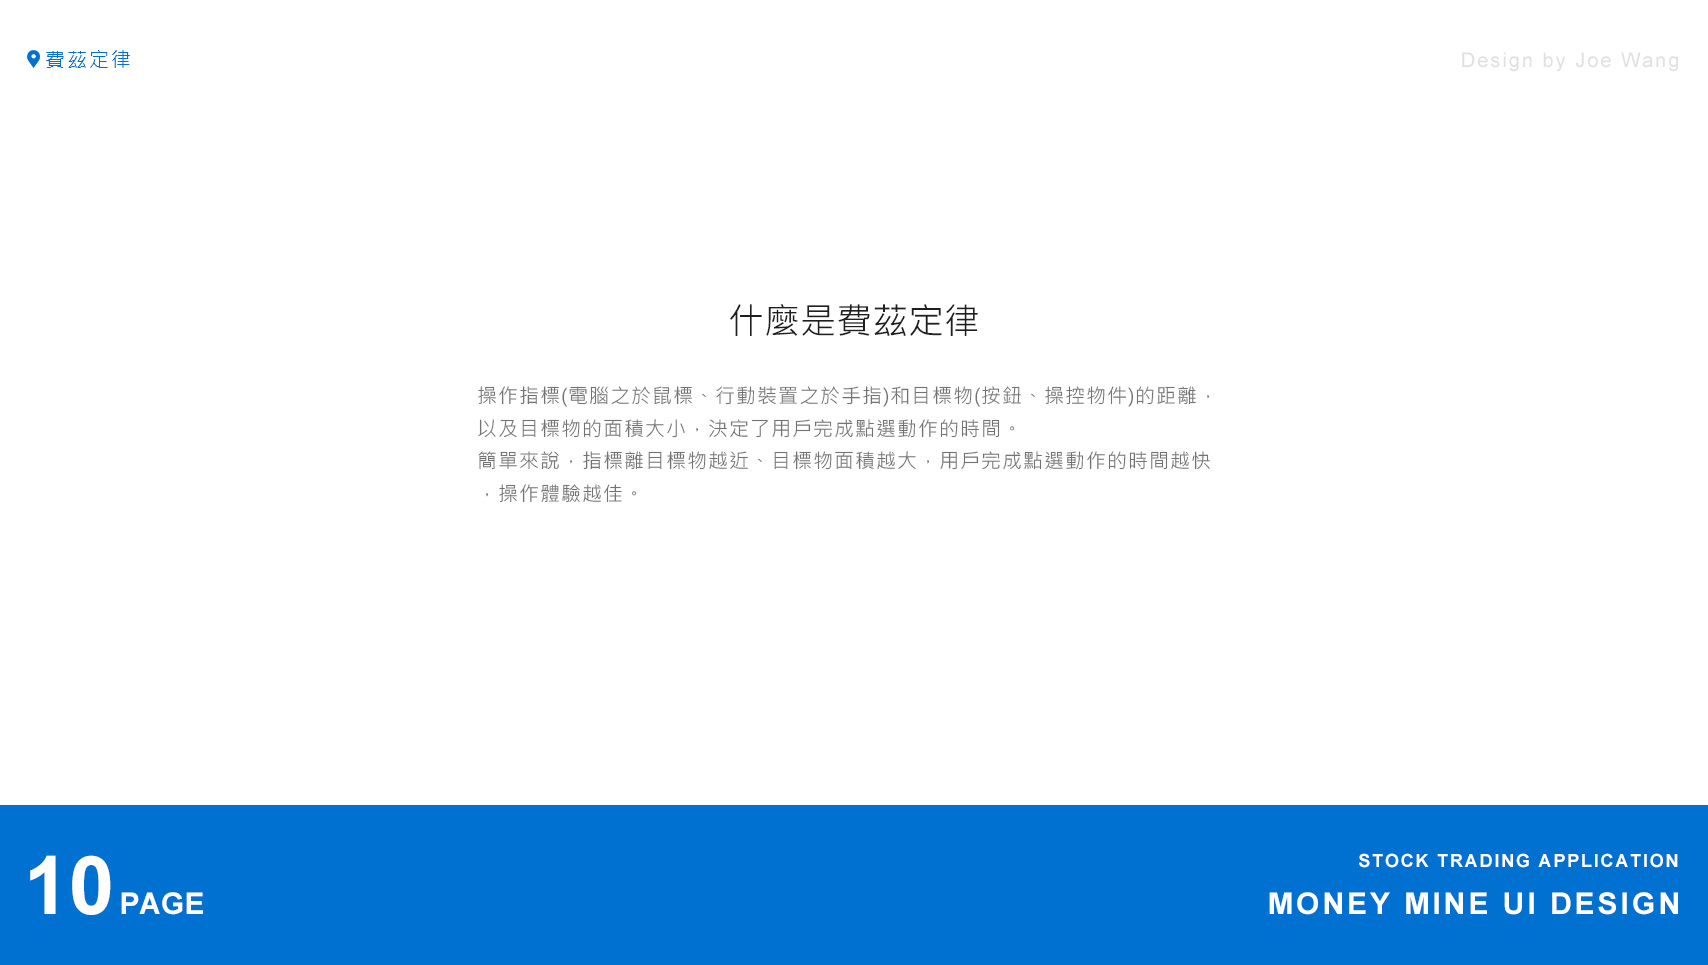 費茲定律
Design by Joe Wang
什麼是費茲定律
操作指標(電腦之於鼠標、行動裝置之於手指)和目標物(按鈕、操控物件)的距離，
以及目標物的面積大小，決定了用戶完成點選動作的時間。
簡單來說，指標離目標物越近、目標物面積越大，用戶完成點選動作的時間越快
，操作體驗越佳。
10 PAGE
STOCK TRADING APPLICATION
MONEY MINE UI DESIGN